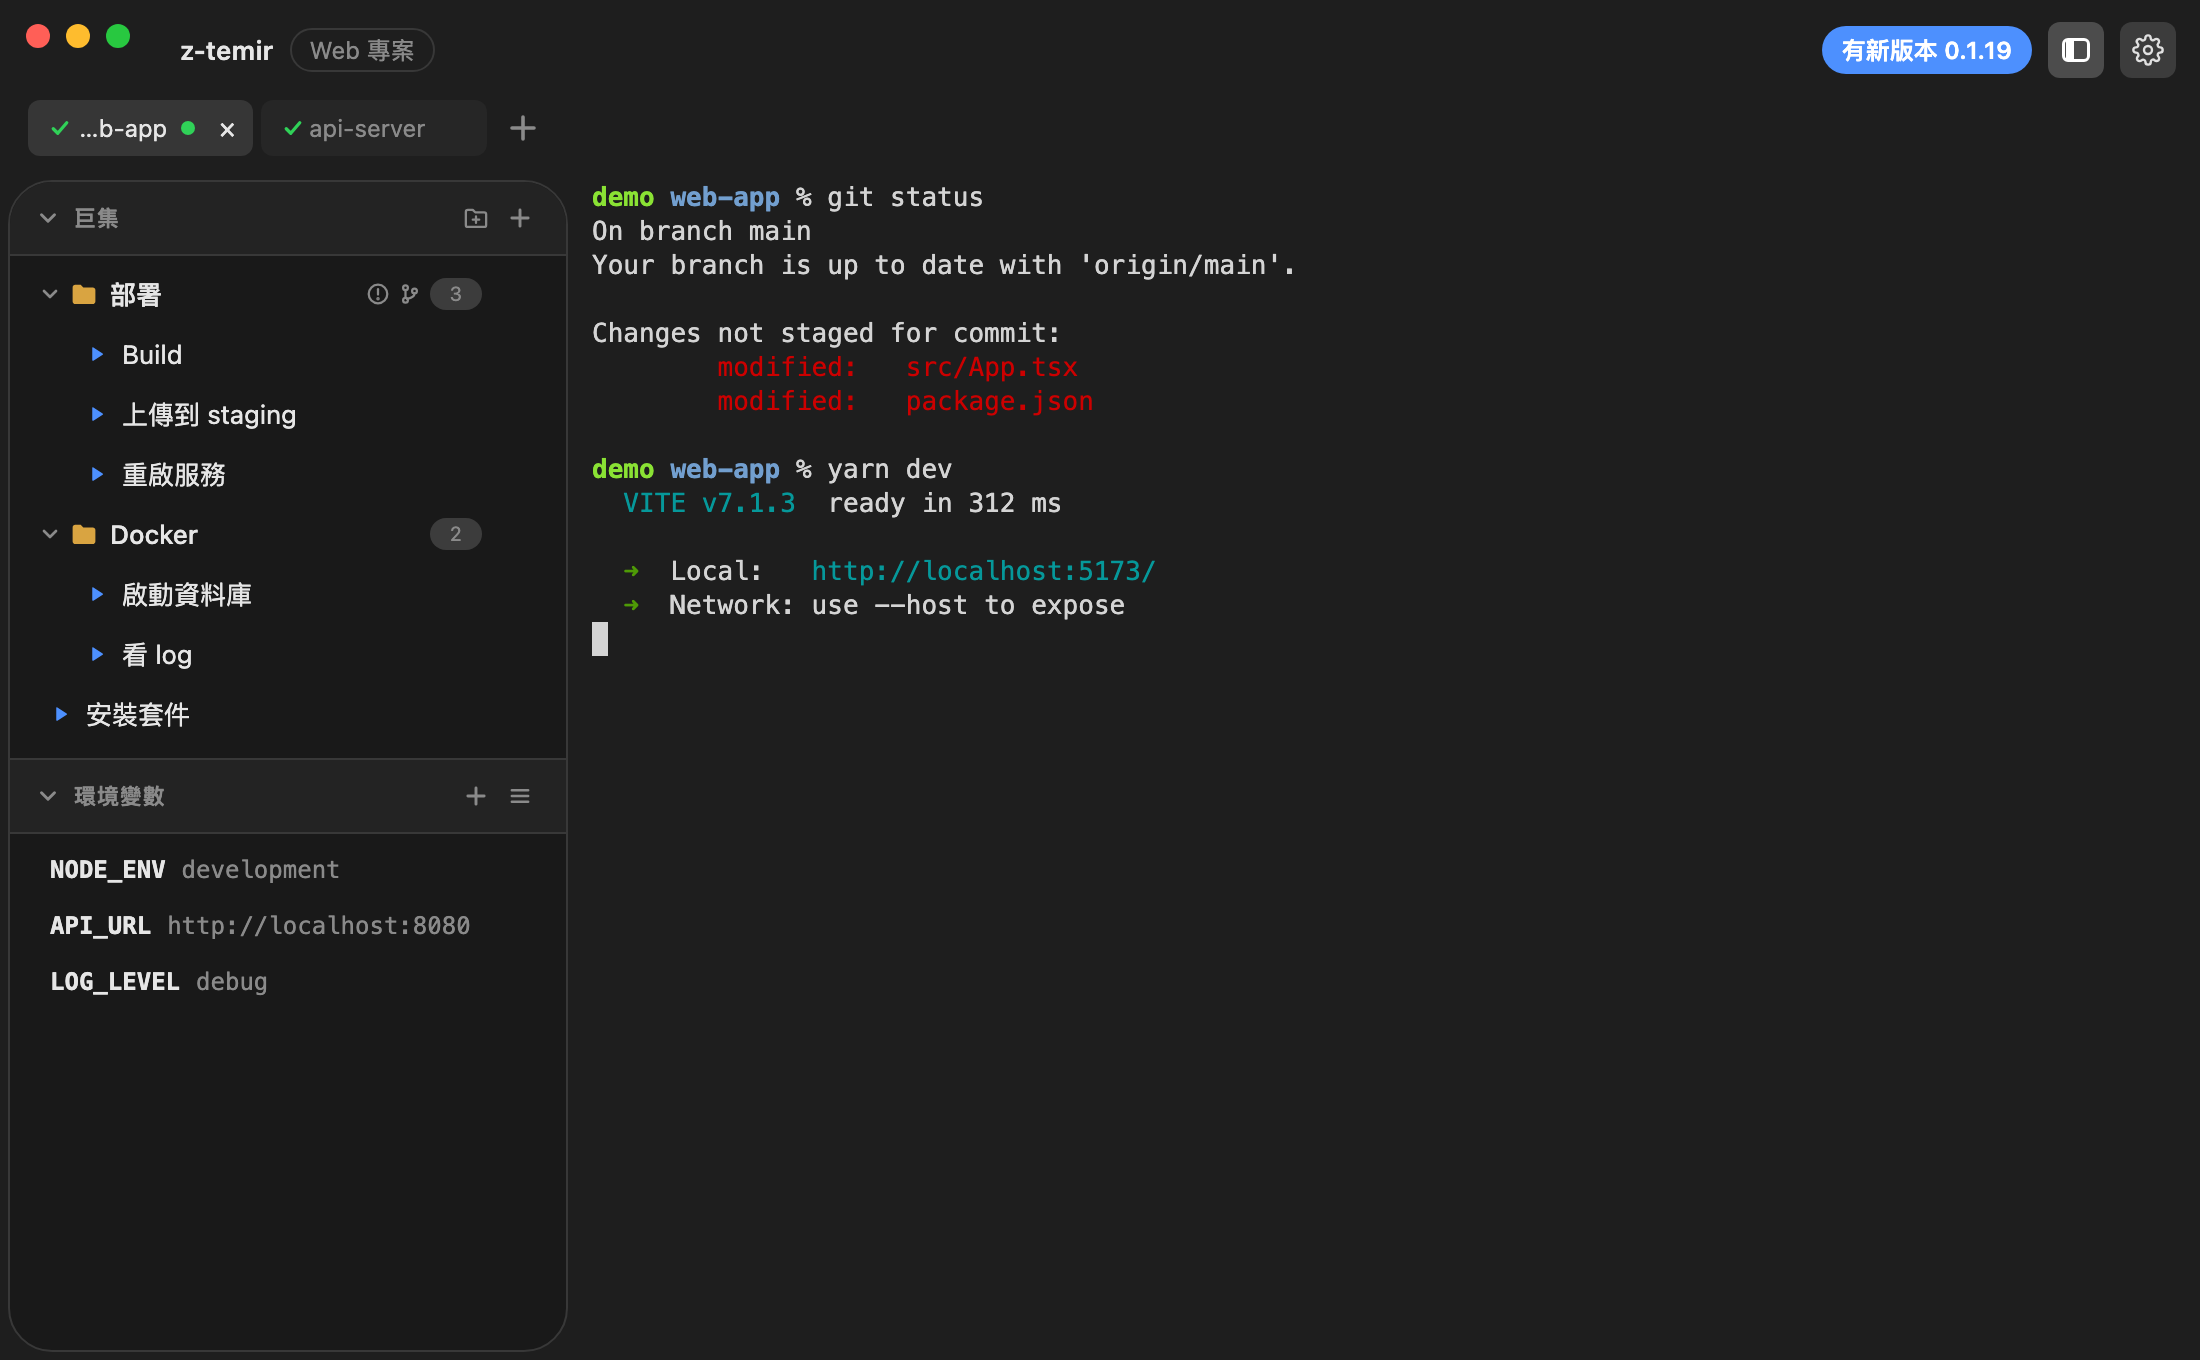 z-temir Web 專案
有新版本 0.1.19
...b-app
api-server
巨集
部署 3
Build
上傳到 staging
重啟服務
Docker 2
啟動資料庫
看 log
安裝套件
環境變數
NODE_ENV development
API_URL http://localhost:8080
LOG_LEVEL debug
demo web-app % git status
On branch main
Your branch is up to date with 'origin/main'.
Changes not staged for commit:
modified: src/App.tsx
modified: package.json
demo web-app % yarn dev
VITE v7.1.3 ready in 312 ms
➜ Local: http://localhost:5173/
➜ Network: use --host to expose